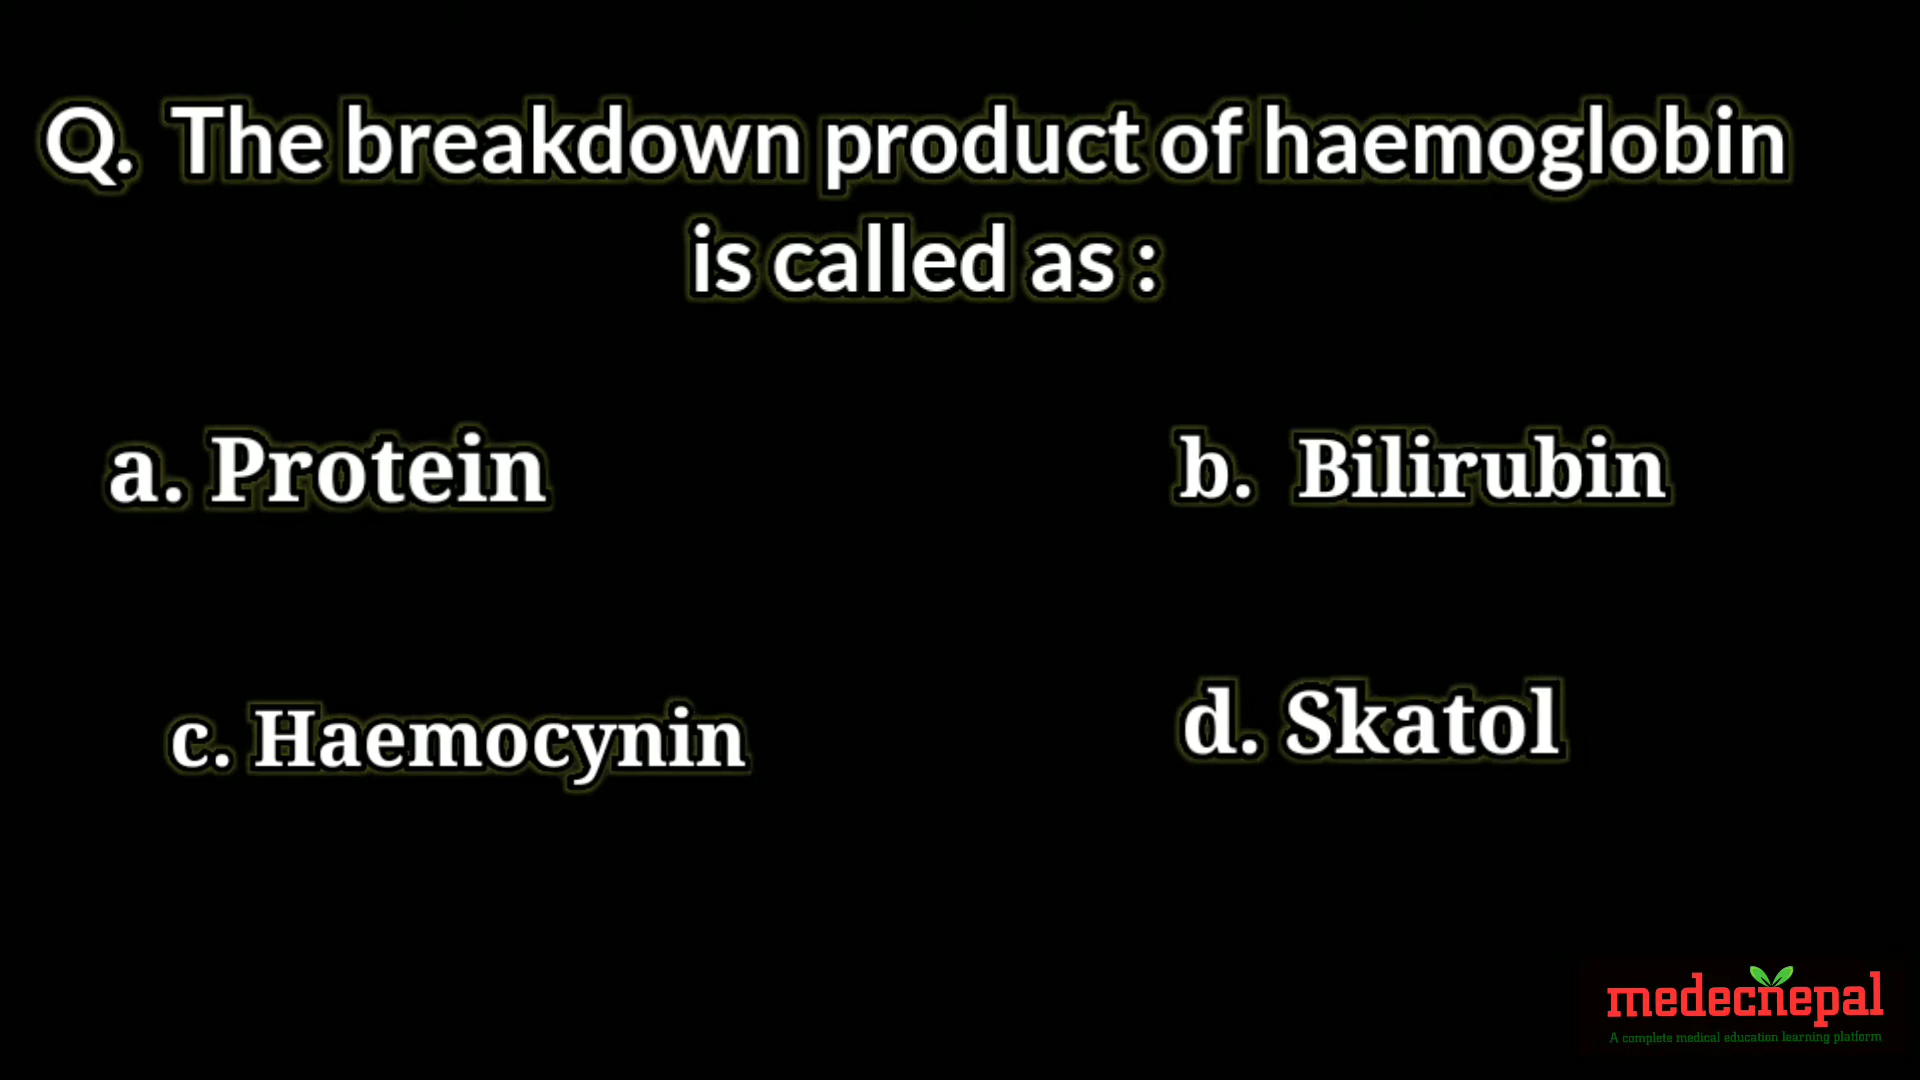 Q. The breakdown product of haemoglobin
is called as :
a. Protein
b. Bilirubin
c. Haemocynin
d. Skatol
medecnepal
A complete medical education learning platform